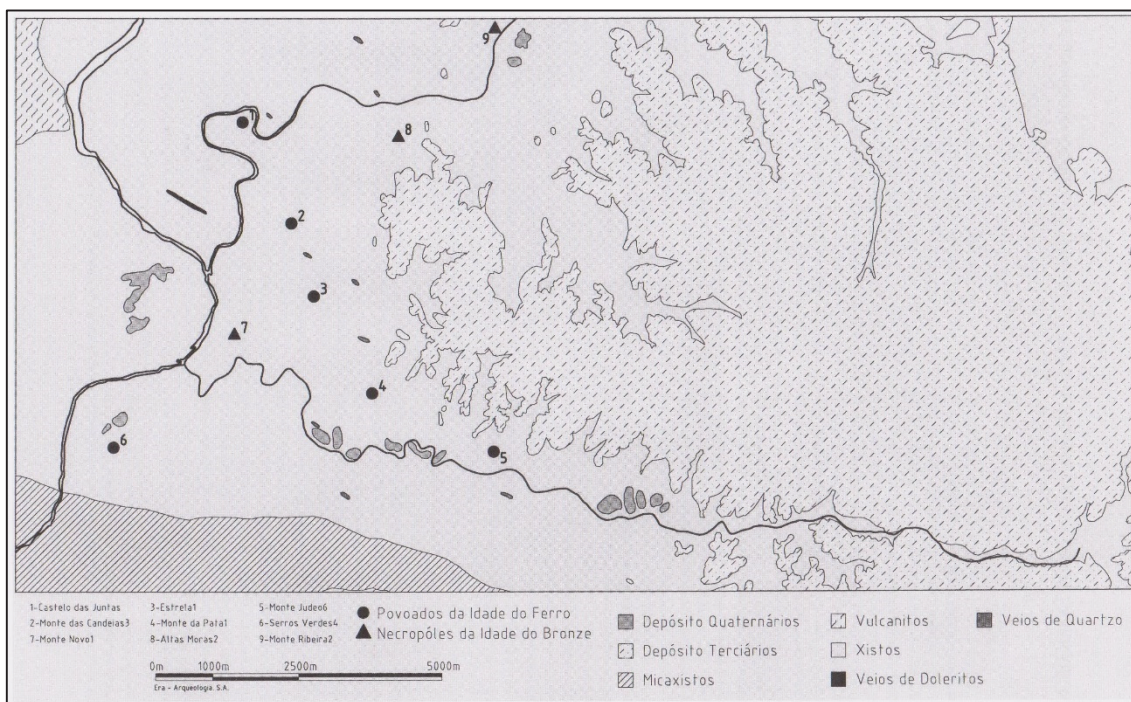 9
1
8
2
3
7
4
6
5
1-Castelo das Juntas
2-Monte das Candeias3
7-Monte Novo1
3-Estrela1
4-Monte da Pata1
8-Altas Moras2
5-Monte Judeo6
6-Serros Verdes4
9-Monte Ribeira2
Povoados da Idade do Ferro
Necropóles da Idade do Bronze
0m 1000m 2500m 5000m
Era - Arqueologia. S.A.
Depósito Quaternários
Depósito Terciários
Micaxistos
Vulcanitos
Xistos
Veios de Doleritos
Veios de Quartzo